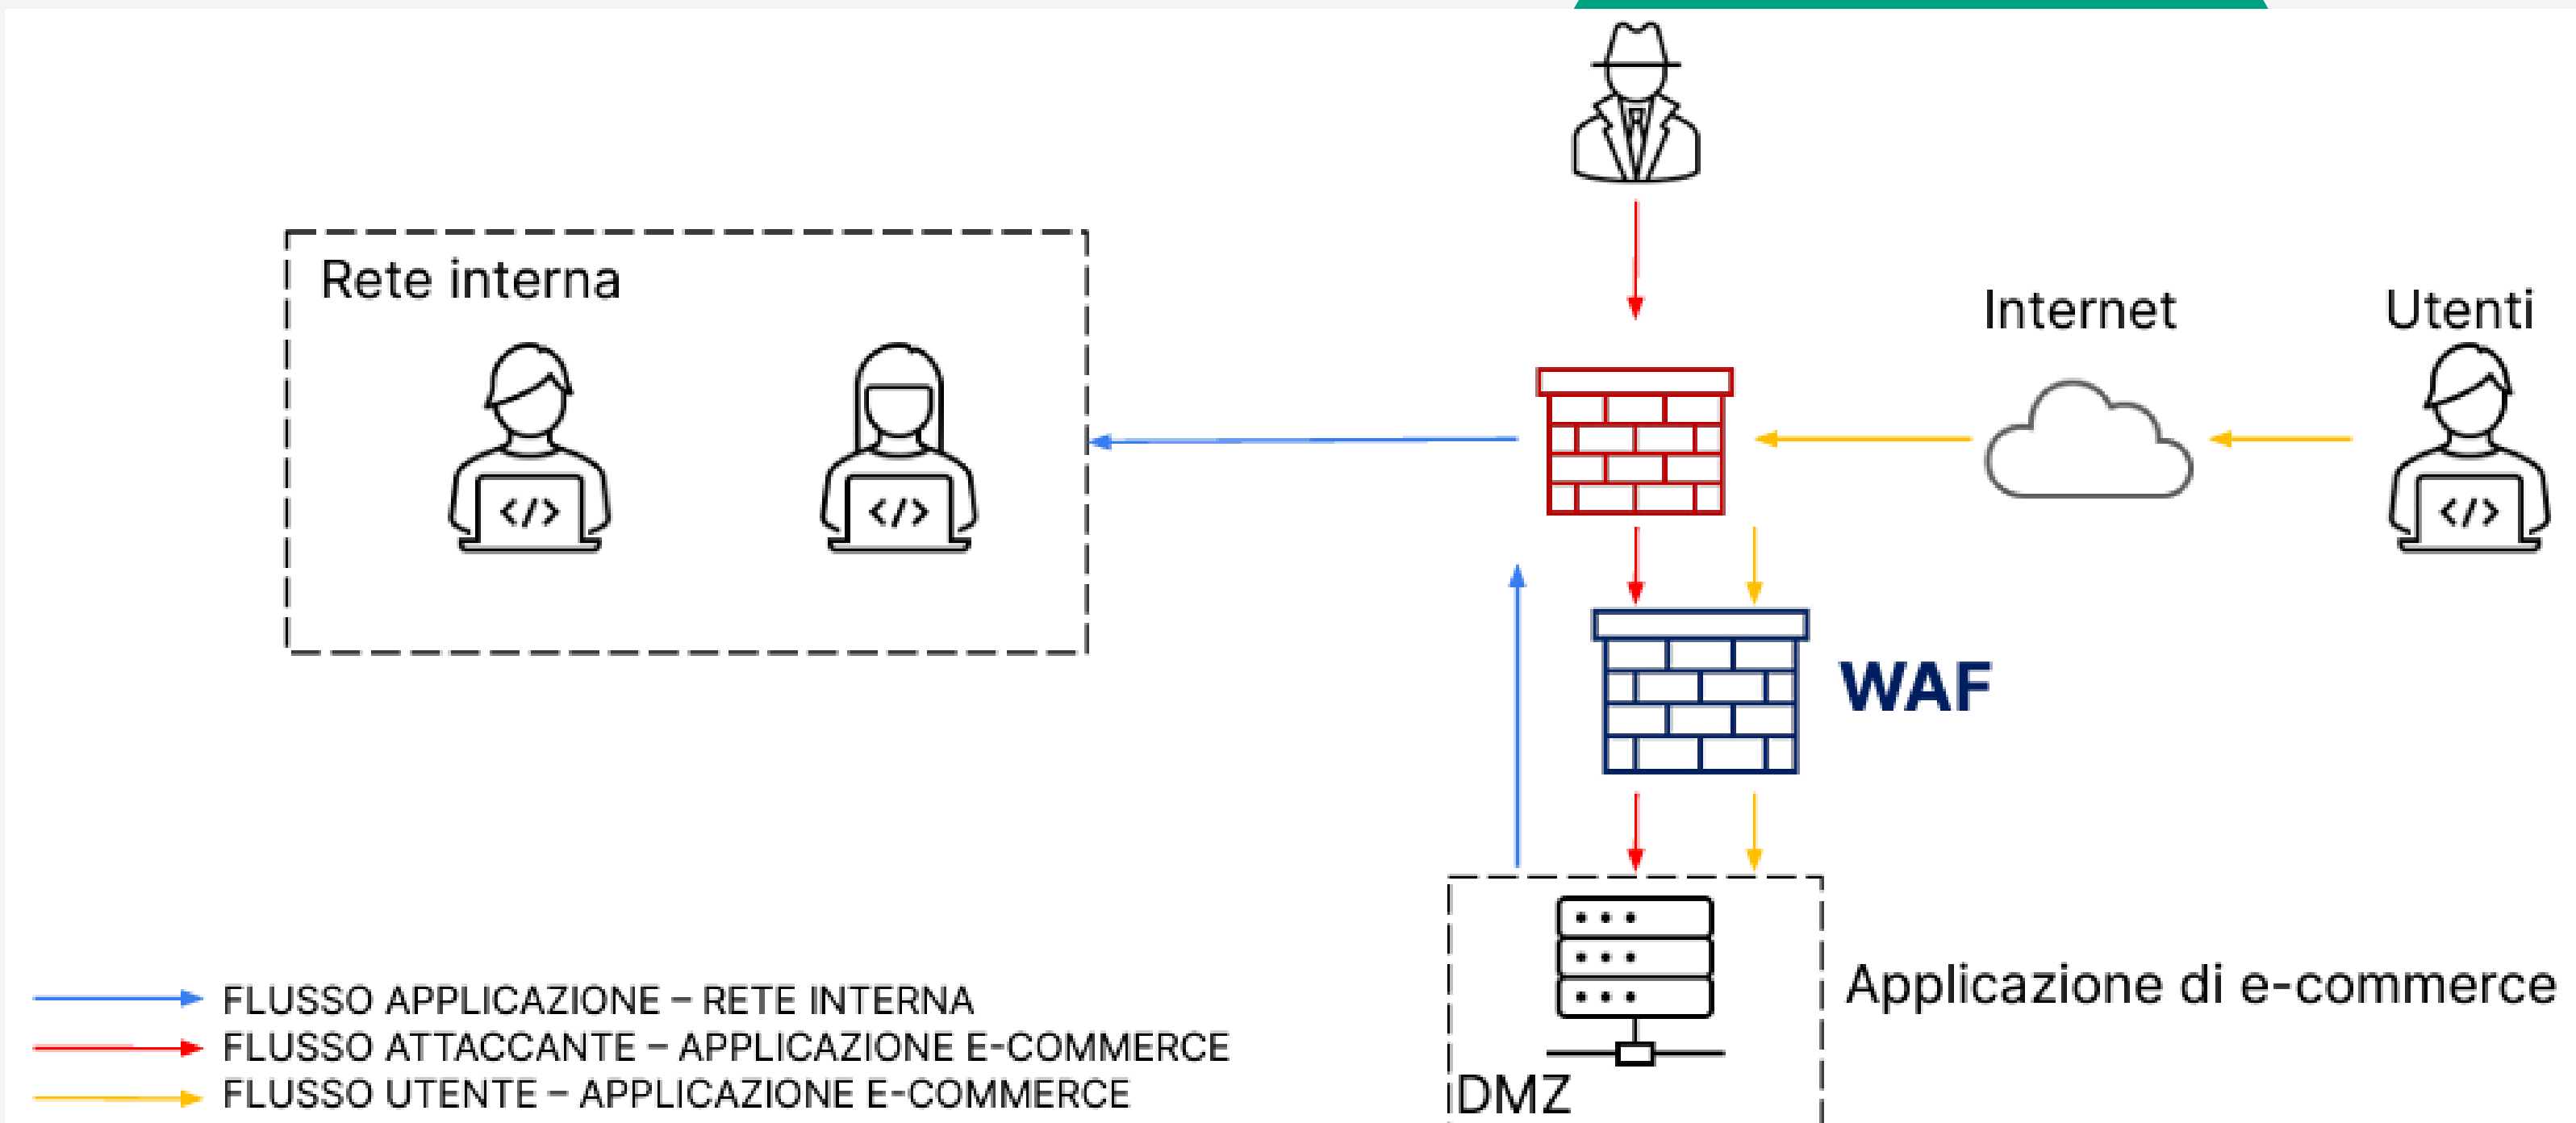 Rete interna
Internet
Utenti
</>
</>
</>
WAF
Applicazione di e-commerce
DMZ
FLUSSO APPLICAZIONE – RETE INTERNA
FLUSSO ATTACCANTE – APPLICAZIONE E-COMMERCE
FLUSSO UTENTE – APPLICAZIONE E-COMMERCE